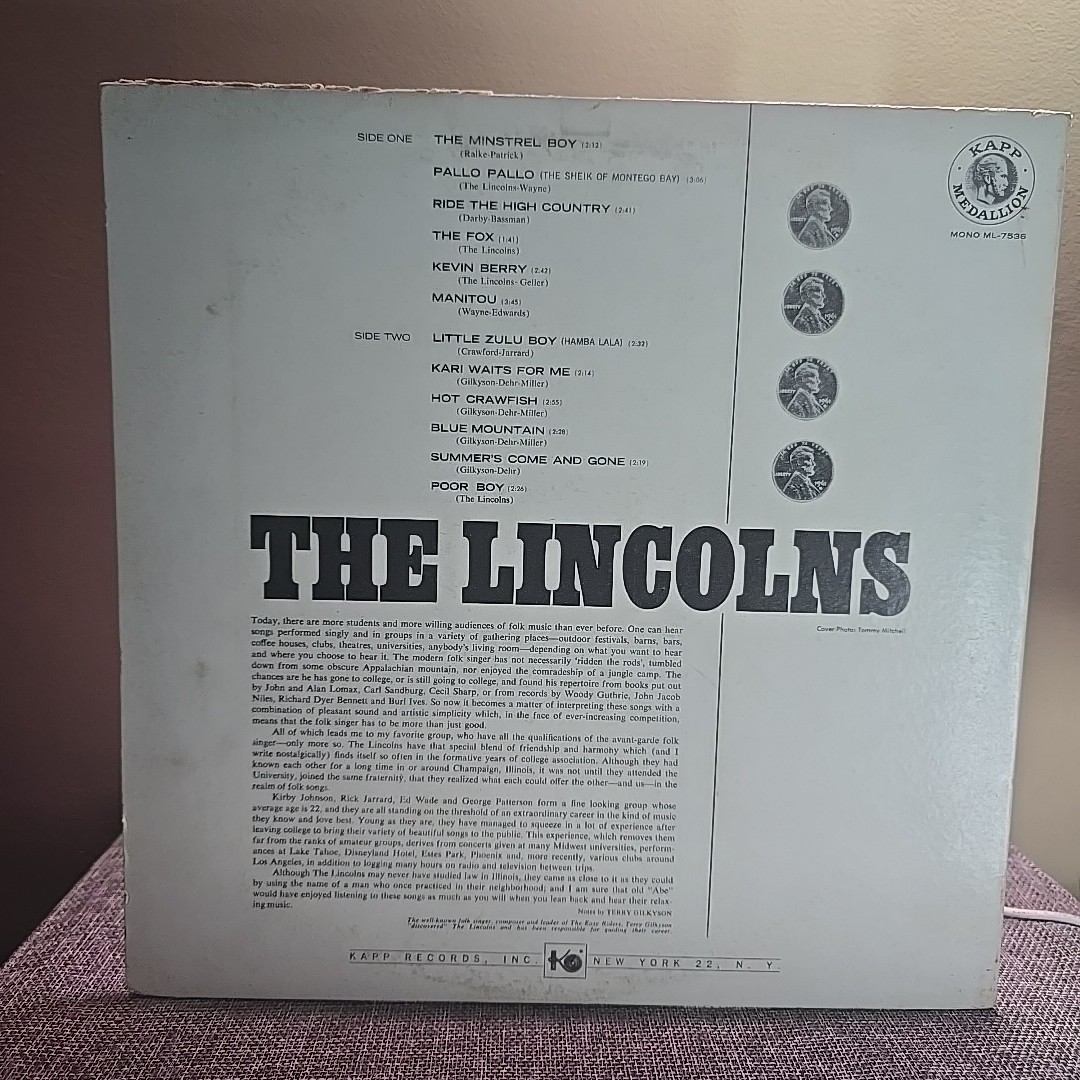 SIDE ONE THE MINSTREL BOY (2:12)
(Raike-Patrick)
PALLO PALLO (THE SHEIK OF MONTEGO BAY) (3:06)
(The Lincolns-Wayne)
RIDE THE HIGH COUNTRY (2:41)
(Darby-Bassman)
THE FOX (1:41)
(The Lincolns)
KEVIN BERRY (2:42)
(The Lincolns- Geller)
MANITOU (3:45)
(Wayne-Edwards)
SIDE TWO LITTLE ZULU BOY (HAMBA LALA) (2:32)
(Crawford-Jarrard)
KARI WAITS FOR ME (2:14)
(Gilkyson-Dehr-Miller)
HOT CRAWFISH (2:55)
(Gilkyson-Dehr-Miller)
BLUE MOUNTAIN (2:28)
(Gilkyson-Dehr-Miller)
SUMMER'S COME AND GONE (2:19)
(Gilkyson-Dehr)
POOR BOY (2:26)
(The Lincolns)
KAPP
MEDALLION
MONO ML-7536
THE LINCOLNS
Cover Photos Tommy Mitchell
Today, there are more students and more willing audiences of folk music than ever before. One can hear
songs performed singly and in groups in a variety of gathering places—outdoor festivals, barns, bars,
coffee houses, clubs, theatres, universities, anybody's living room—depending on what you want to hear
and where you choose to hear it. The modern folk singer has not necessarily 'ridden the rods', tumbled
down from some obscure Appalachian mountain, nor enjoyed the comradeship of a jungle camp. The
chances are he has gone to college, or is still going to college, and found his repertoire from books put out
by John and Alan Lomax, Carl Sandburg, Cecil Sharp, or from records by Woody Guthrie, John Jacob
Niles, Richard Dyer Bennett and Burl Ives. So now it becomes a matter of interpreting these songs with a
combination of pleasant sound and artistic simplicity which, in the face of ever-increasing competition,
means that the folk singer has to be more than just good.
All of which leads me to my favorite group, who have all the qualifications of the avant-garde folk
singer—only more so. The Lincolns have that special blend of friendship and harmony which (and I
write nostalgically) finds itself so often in the formative years of college association. Although they had
known each other for a long time in or around Champaign, Illinois, it was not until they attended the
University, joined the same fraternity, that they realized what each could offer the other—and us—in the
realm of folk songs.
Kirby Johnson, Rick Jarrard, Ed Wade and George Patterson form a fine looking group whose
average age is 22, and they are all standing on the threshold of an extraordinary career in the kind of music
they know and love best. Young as they are, they have managed to squeeze in a lot of experience after
leaving college to bring their variety of beautiful songs to the public. This experience, which removes them
far from the ranks of amateur groups, derives from concerts given at many Midwest universities, perform-
ances at Lake Tahoe, Disneyland Hotel, Estes Park, Phoenix and, more recently, various clubs around
Los Angeles, in addition to logging many hours on radio and television between trips.
Although The Lincolns may never have studied law in Illinois, they came as close to it as they could
by using the name of a man who once practiced in their neighborhood; and I am sure that old "Abe"
would have enjoyed listening to these songs as much as you will when you lean back and hear their relax-
ing music.
Notes by TERRY GILKYSON
The well-known folk singer, composer and leader of The Easy Riders, Terry Gilkyson
"discovered" The Lincolns and has been responsible for guiding their career.
KAPP RECORDS, INC. K NEW YORK 22, N. Y.